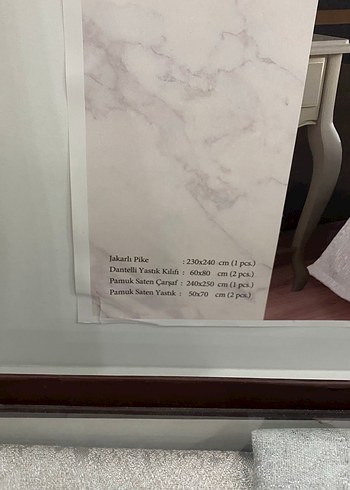 Jakarlı Pike : 230x240 cm (1 pcs.)
Dantelli Yastık Kılıfı : 60x80 cm (2 pcs.)
Pamuk Saten Çarşaf : 240x250 cm (1 pcs.)
Pamuk Saten Yastık : 50x70 cm (2 pcs.)